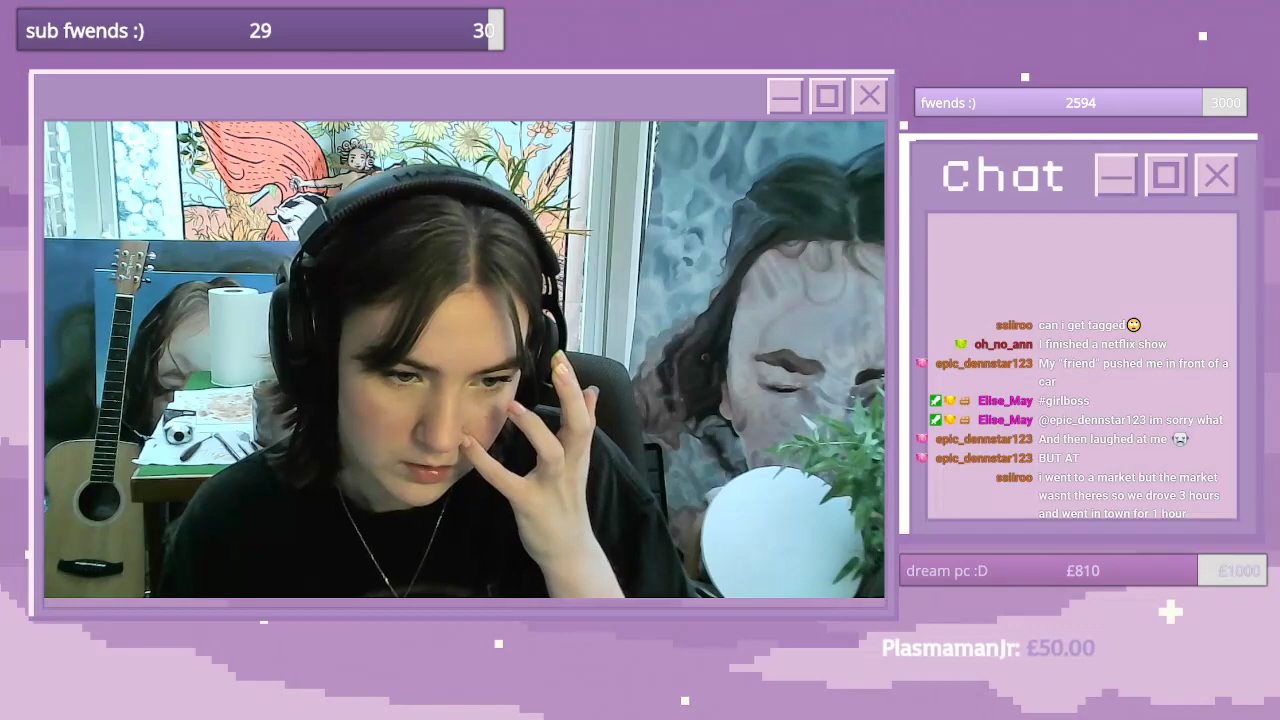 sub fwends :) 29 30
fwends :) 2594 3000
Chat
ssiiroo can i get tagged
oh_no_ann I finished a netflix show
epic_dennstar123 My "friend" pushed me in front of a
car
Elise_May #girlboss
Elise_May @epic_dennstar123 im sorry what
epic_dennstar123 And then laughed at me
epic_dennstar123 BUT AT
ssiiroo i went to a market but the market
wasnt theres so we drove 3 hours
and went in town for 1 hour
dream pc :D £810 £1000
PlasmamanJr: £50.00